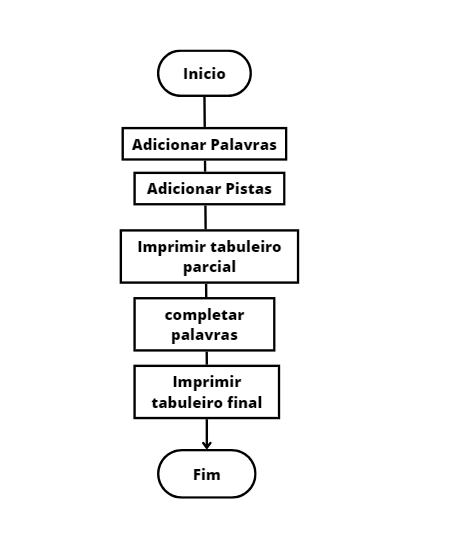 Inicio
Adicionar Palavras
Adicionar Pistas
Imprimir tabuleiro
parcial
completar
palavras
Imprimir
tabuleiro final
Fim